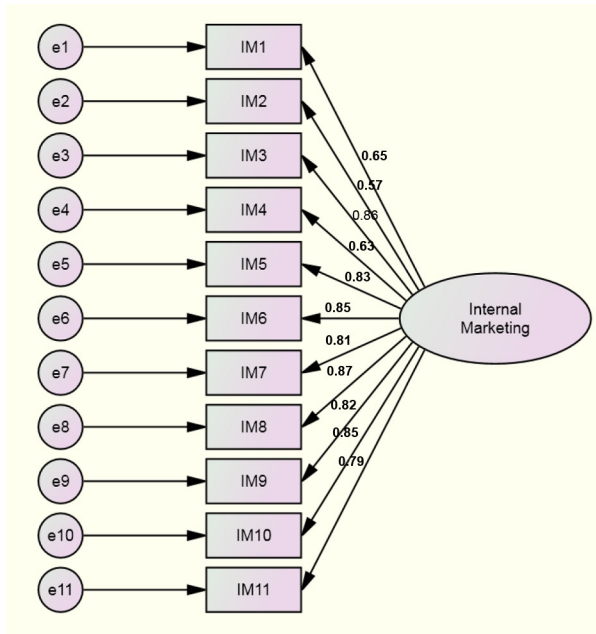 e1
IM1
e2
IM2
e3
IM3
e4
IM4
e5
IM5
e6
IM6
e7
IM7
e8
IM8
e9
IM9
e10
IM10
e11
IM11
0.65
0.57
0.86
0.63
0.83
0.85
0.81
0.87
0.82
0.85
0.79
Internal
Marketing